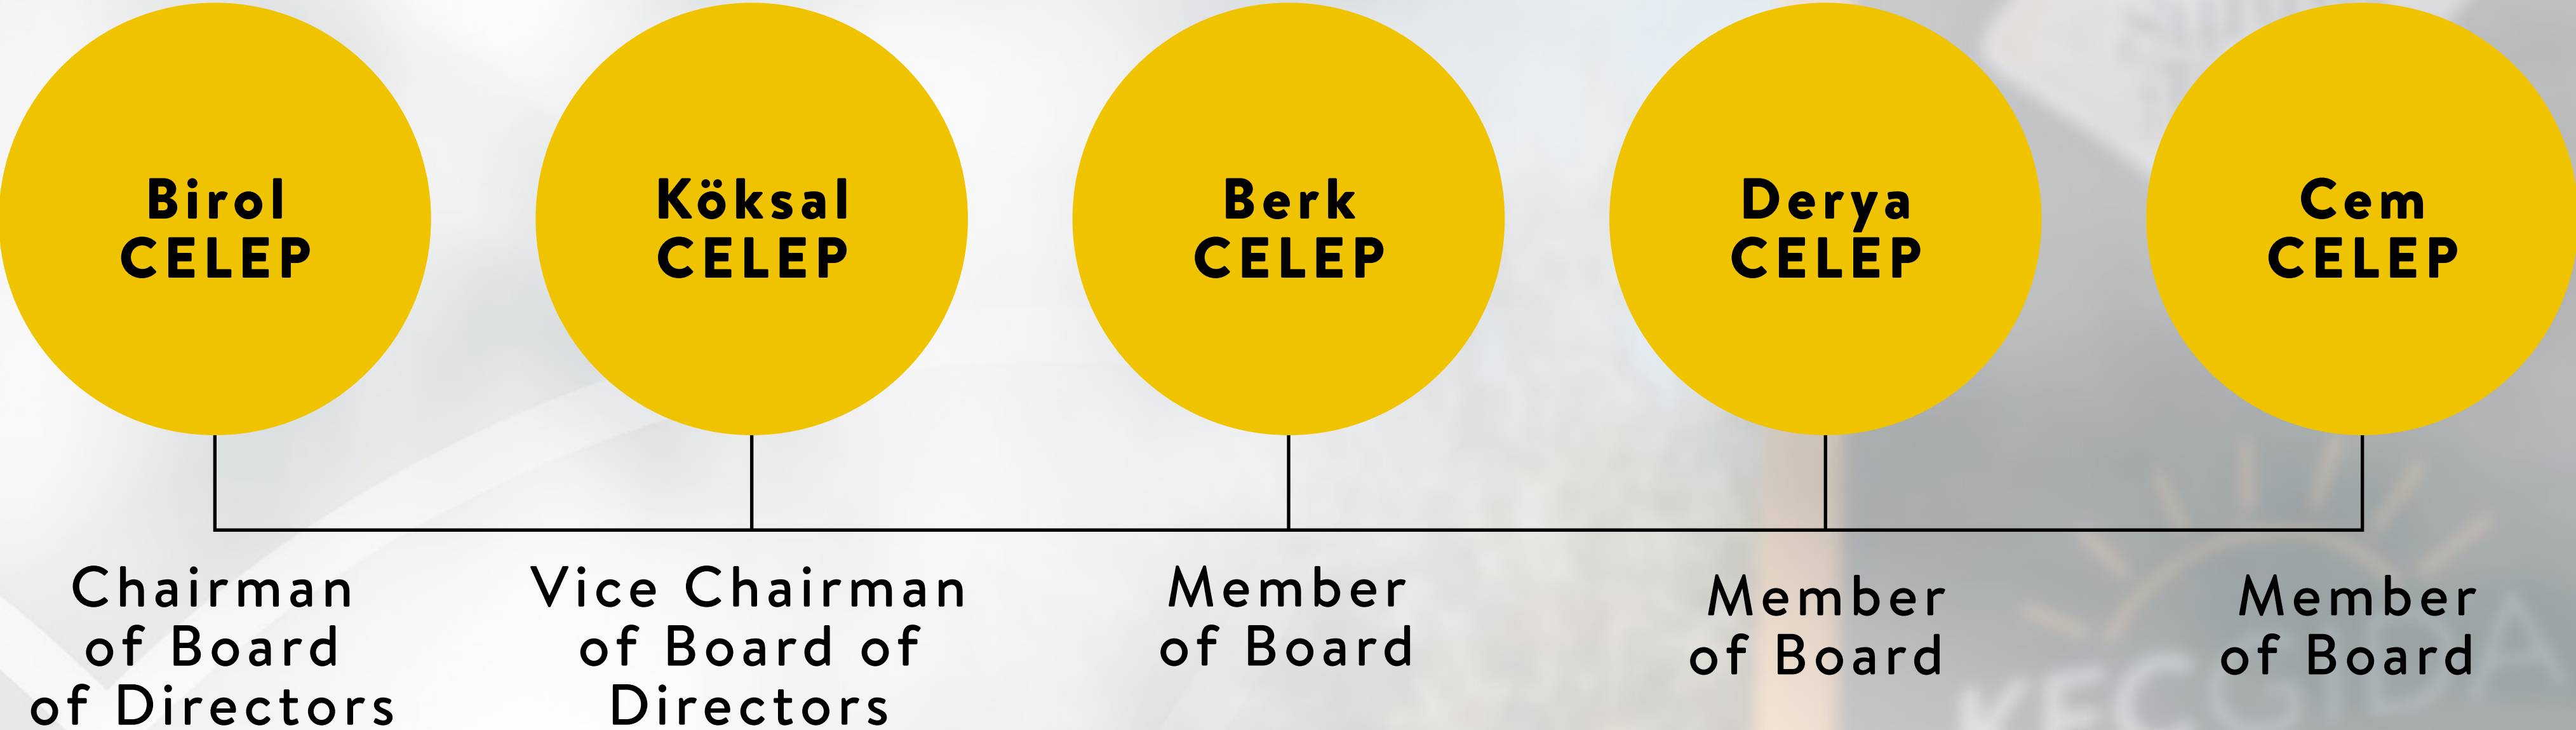 Birol
CELEP
Köksal
CELEP
Berk
CELEP
Derya
CELEP
Cem
CELEP
Chairman
of Board
of Directors
Vice Chairman
of Board of
Directors
Member
of Board
Member
of Board
Member
of Board
KFCGIDA